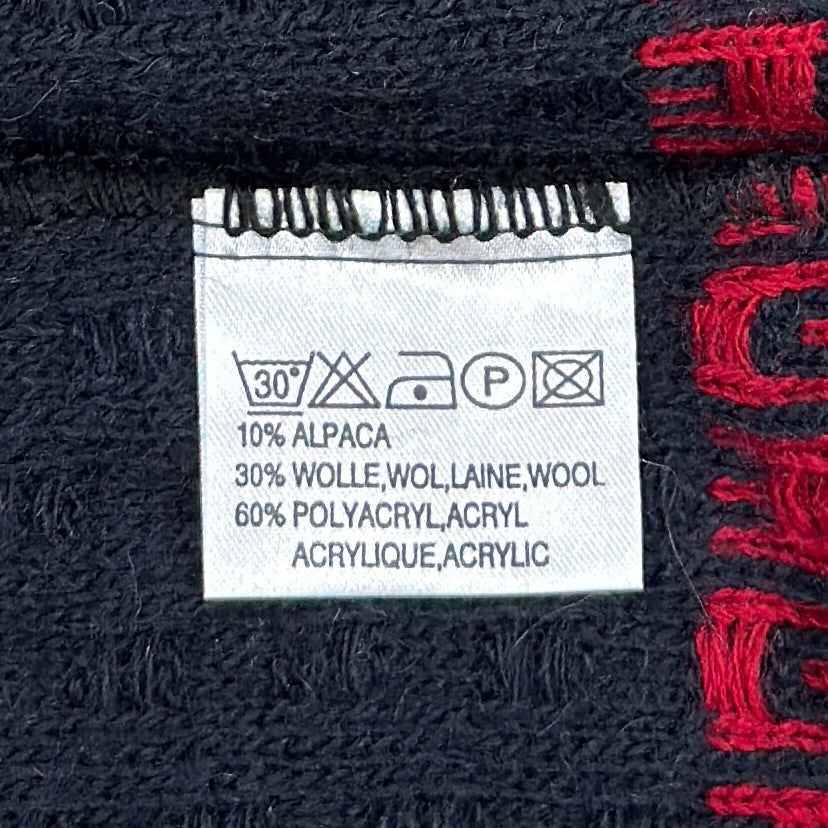 30°
P
10% ALPACA
30% WOLLE,WOL,LAINE,WOOL
60% POLYACRYL,ACRYL
ACRYLIQUE,ACRYLIC